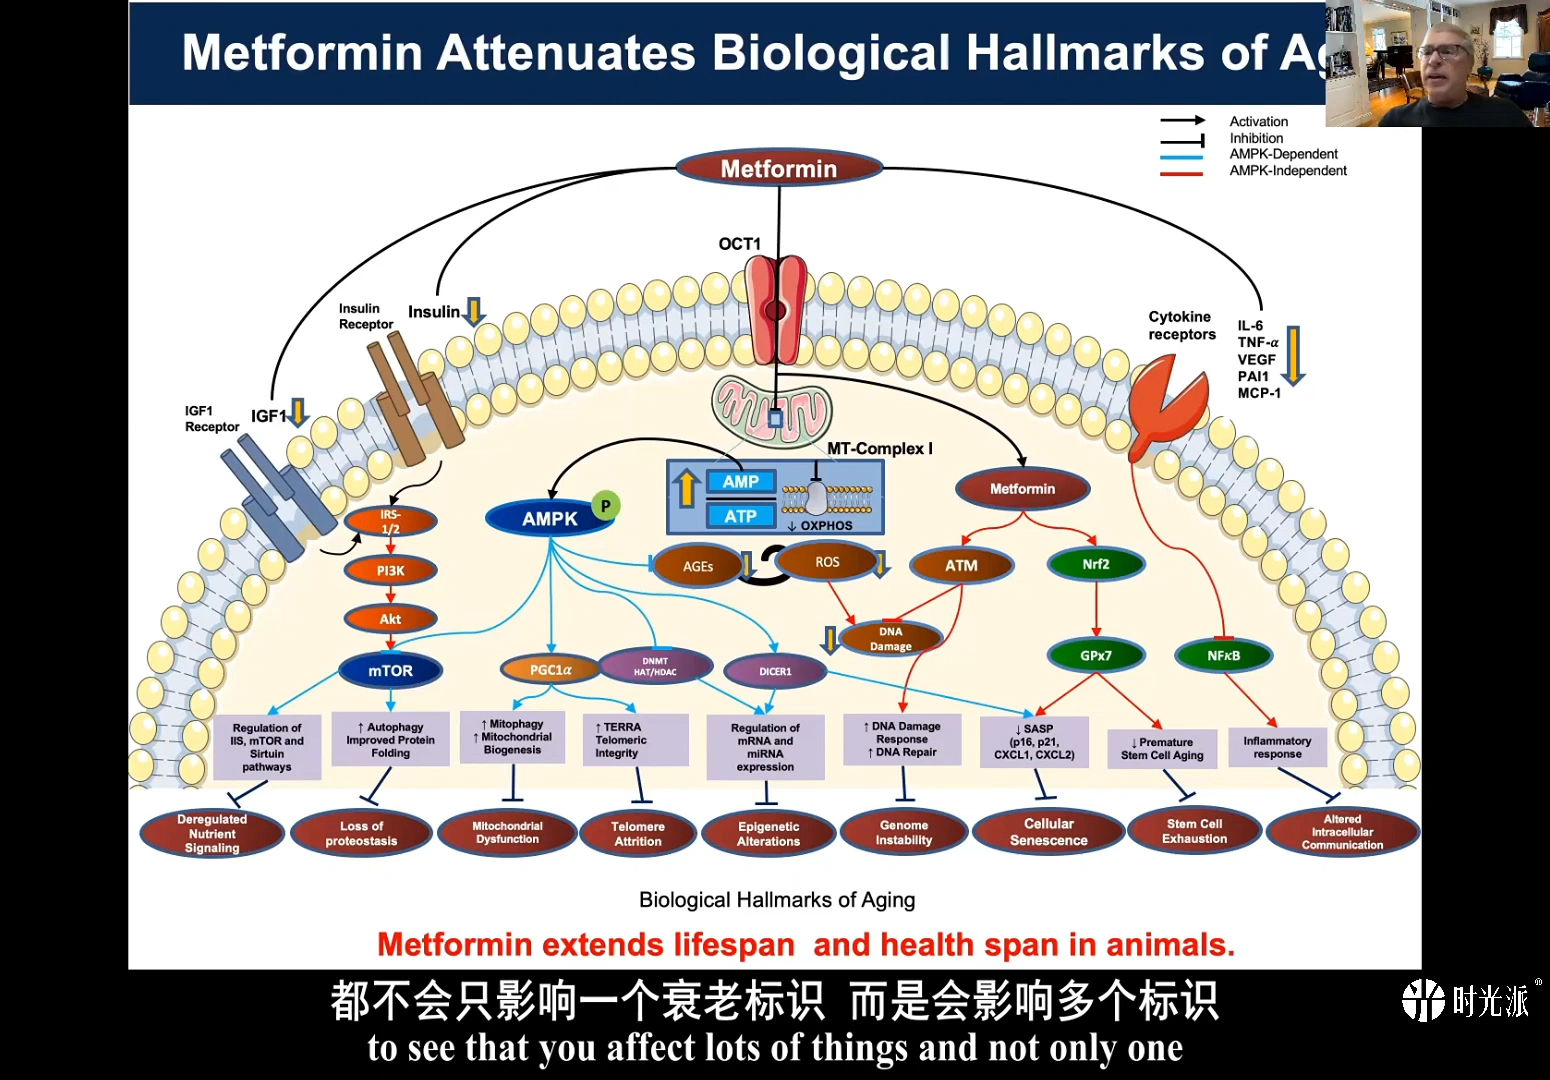 Metformin Attenuates Biological Hallmarks of Ag
Activation
Inhibition
AMPK-Dependent
AMPK-Independent
Metformin
OCT1
Insulin
Receptor
Insulin
IGF1
Receptor
IGF1
Cytokine
receptors
IL-6
TNF-α
VEGF
PAI1
MCP-1
MT-Complex I
AMP
ATP
↓ OXPHOS
Metformin
AMPK
P
IRS-
1/2
PI3K
Akt
mTOR
AGEs
ROS
ATM
Nrf2
DNA
Damage
PGC1α
DNMT
HAT/HDAC
DICER1
GPx7
NFκB
Regulation of
IIS, mTOR and
Sirtuin
pathways
↑ Autophagy
Improved Protein
Folding
↑ Mitophagy
↑ Mitochondrial
Biogenesis
↑ TERRA
Telomeric
Integrity
Regulation of
mRNA and
miRNA
expression
↑ DNA Damage
Response
↑ DNA Repair
↓ SASP
(p16, p21,
CXCL1, CXCL2)
↓ Premature
Stem Cell Aging
Inflammatory
response
Deregulated
Nutrient
Signaling
Loss of
proteostasis
Mitochondrial
Dysfunction
Telomere
Attrition
Epigenetic
Alterations
Genome
Instability
Cellular
Senescence
Stem Cell
Exhaustion
Altered
Intracellular
Communication
Biological Hallmarks of Aging
Metformin extends lifespan and health span in animals.
都不会只影响一个衰老标识 而是会影响多个标识
to see that you affect lots of things and not only one
时光派®